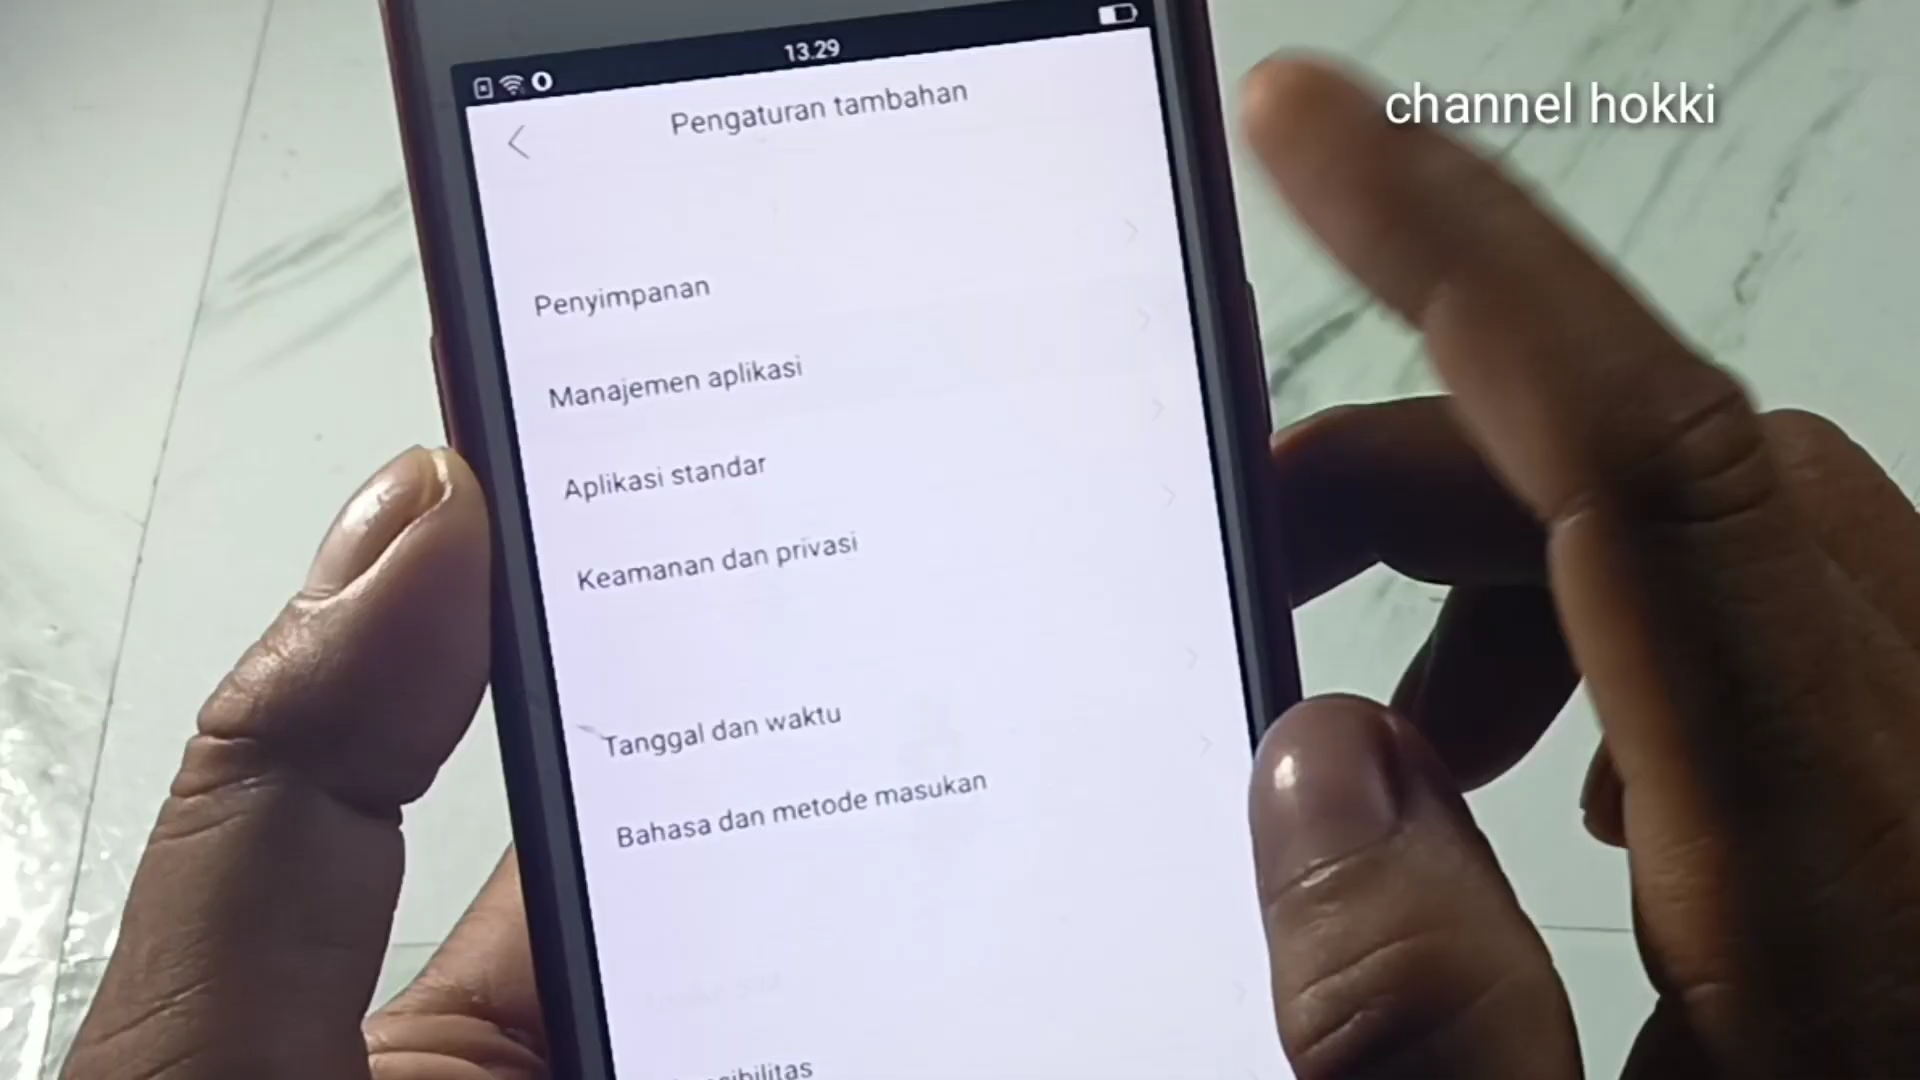 13.29
channel hokki
Pengaturan tambahan
Penyimpanan
Manajemen aplikasi
Aplikasi standar
Keamanan dan privasi
Tanggal dan waktu
Bahasa dan metode masukan